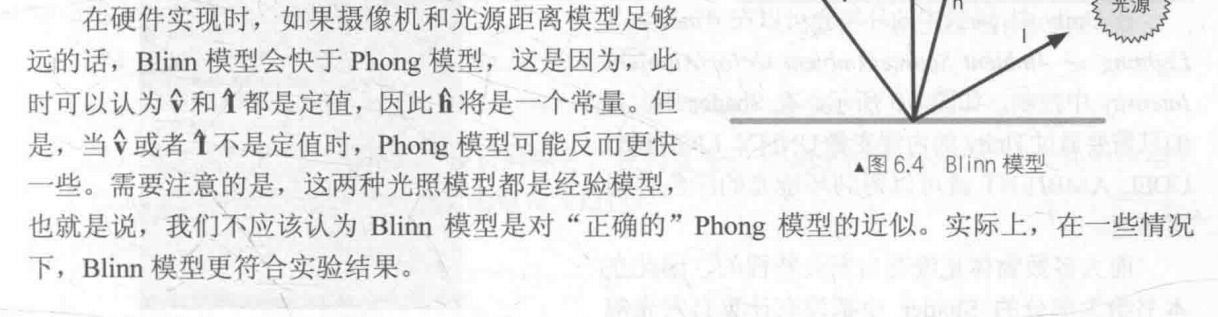 在硬件实现时，如果摄像机和光源距离模型足够
远的话，Blinn 模型会快于 Phong 模型，这是因为，此
时可以认为v̂和l̂都是定值，因此ĥ将是一个常量。但
是，当v̂或者l̂不是定值时，Phong 模型可能反而更快
一些。需要注意的是，这两种光照模型都是经验模型，
也就是说，我们不应该认为 Blinn 模型是对“正确的”Phong 模型的近似。实际上，在一些情况
下，Blinn 模型更符合实验结果。
光源
h
l
▲图 6.4 Blinn 模型